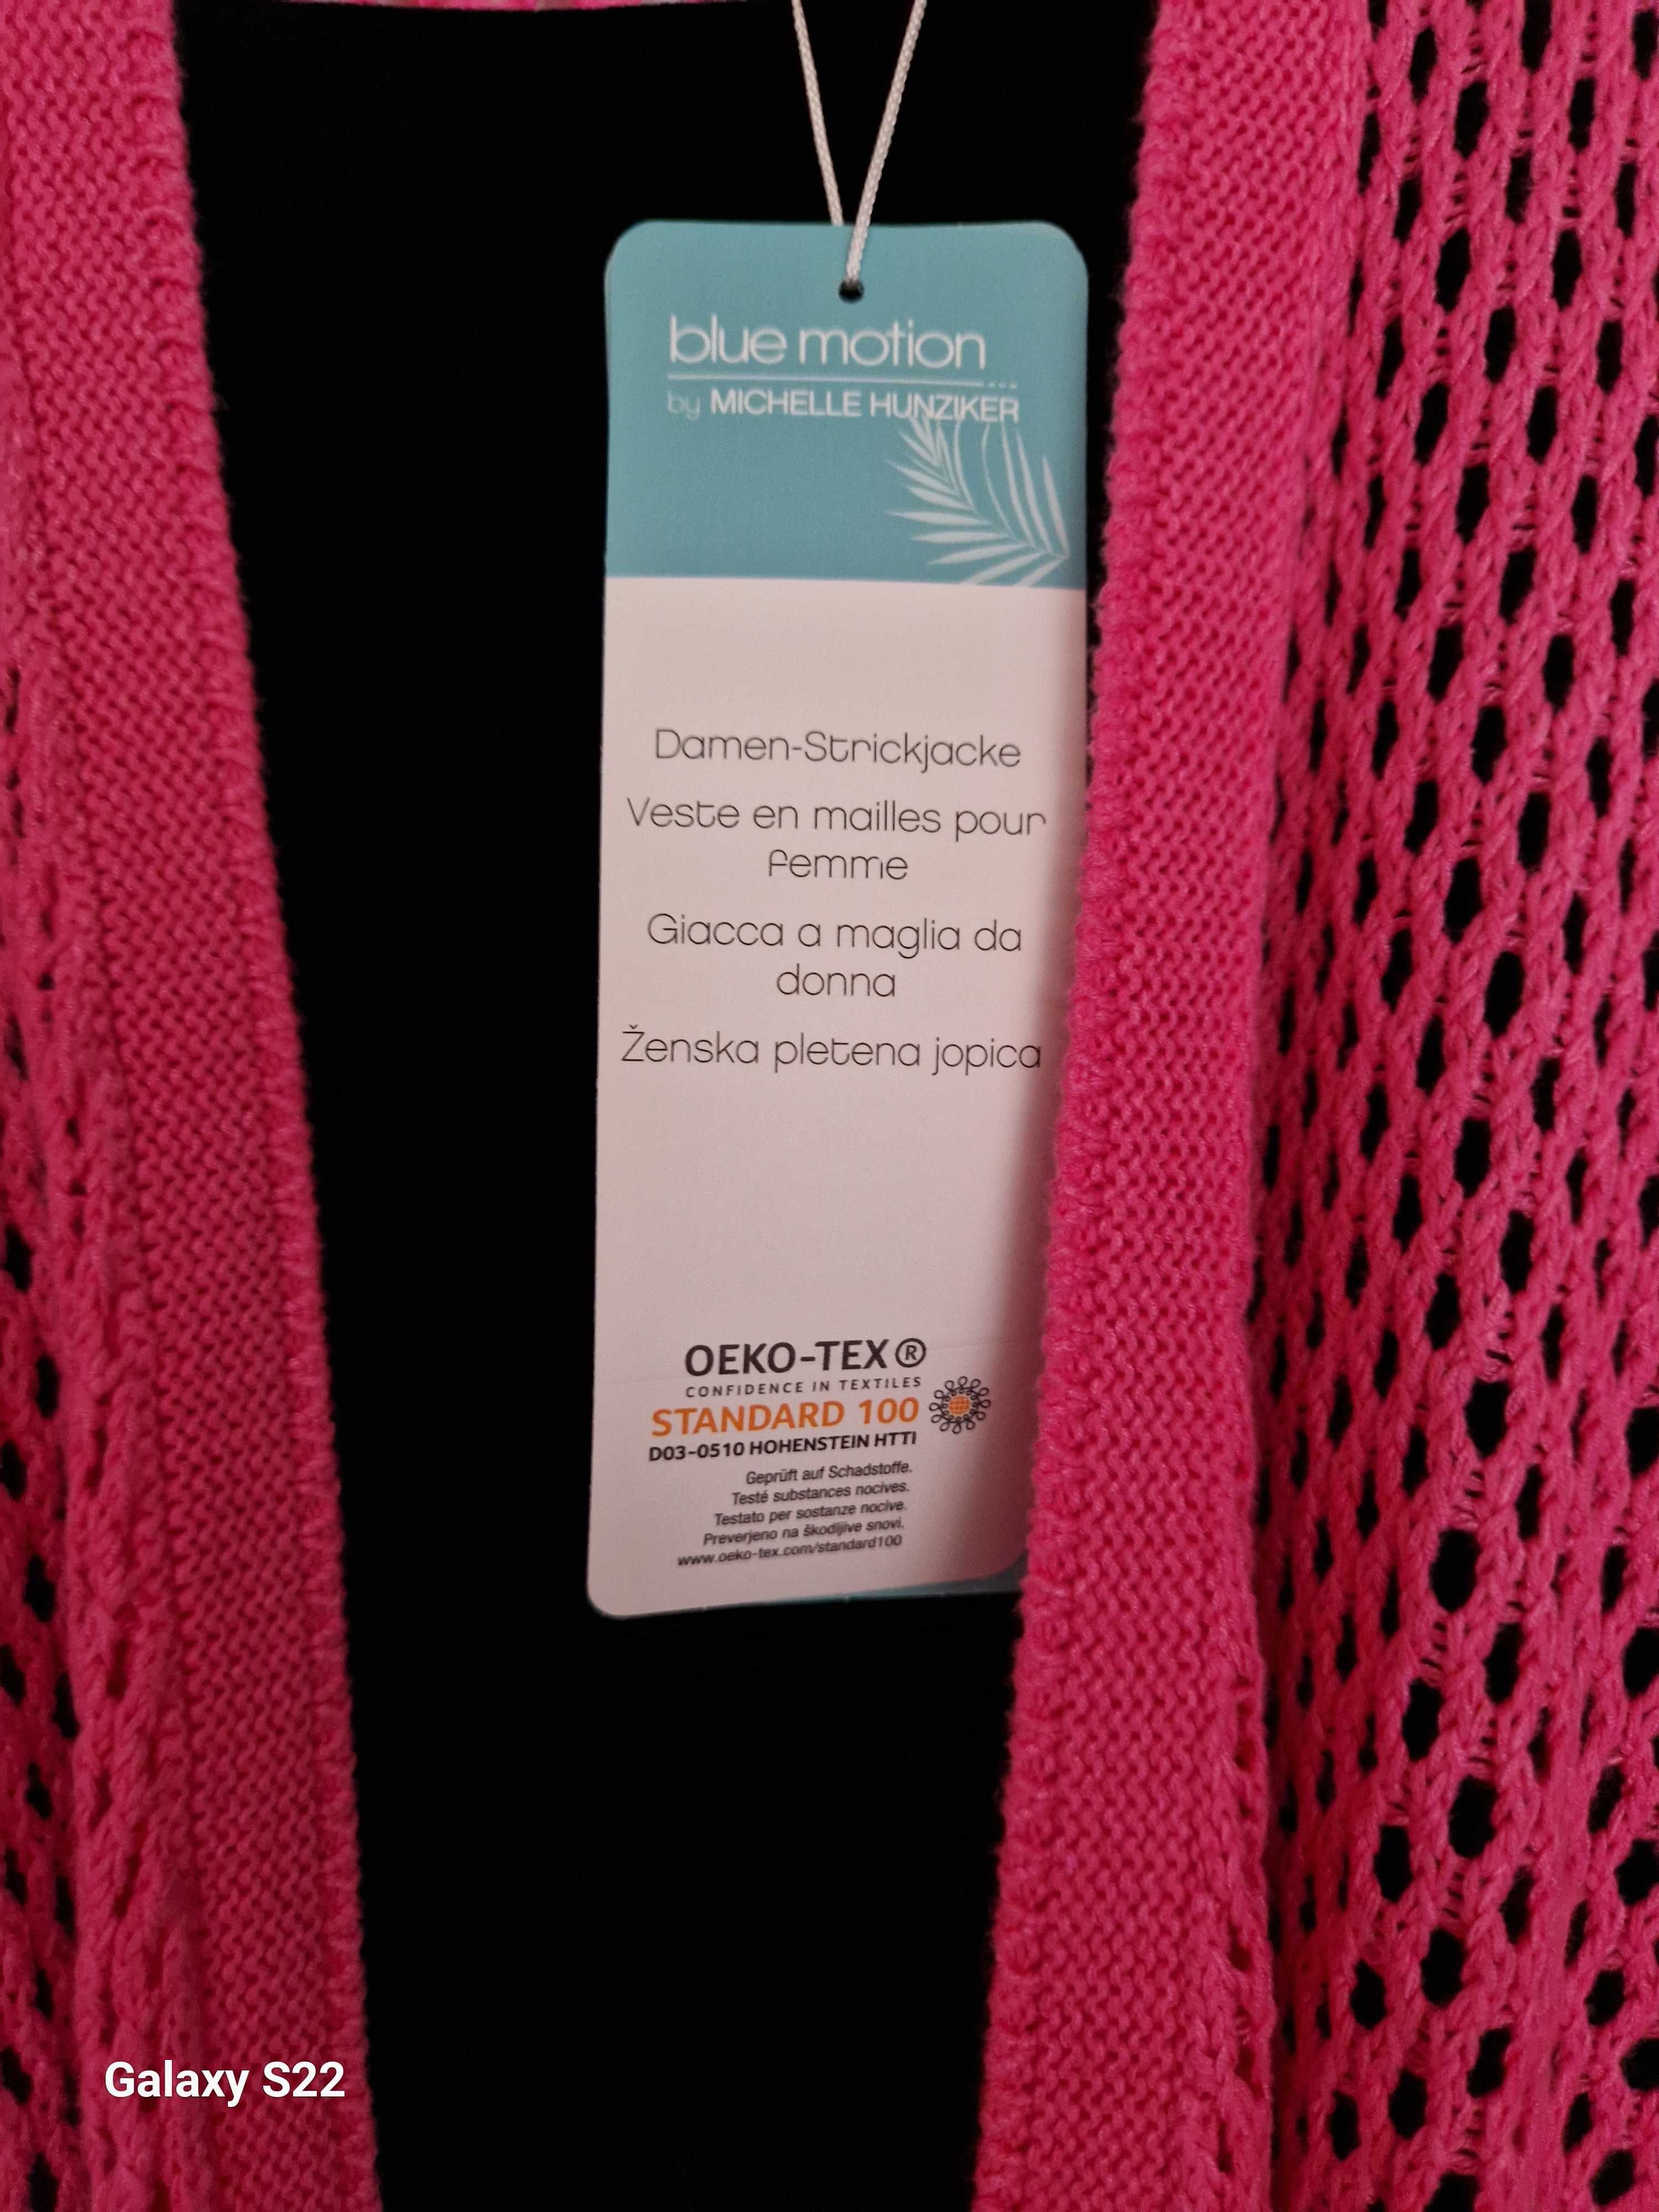 blue motion
by MICHELLE HUNZIKER
Damen-Strickjacke
Veste en mailles pour
femme
Giacca a maglia da
donna
Ženska pletena jopica
OEKO-TEX®
CONFIDENCE IN TEXTILES
STANDARD 100
D03-0510 HOHENSTEIN HTTI
Geprüft auf Schadstoffe.
Testé substances nocives.
Testato per sostanze nocive.
Preverjeno na škodljive snovi.
www.oeko-tex.com/standard100
Galaxy S22